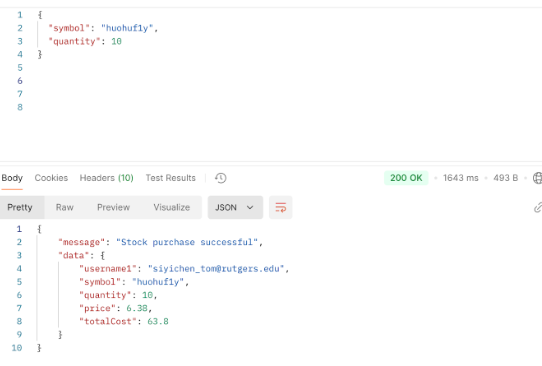 1 {
2 "symbol": "huohufly",
3 "quantity": 10
4 }
5
6
7
8
Body Cookies Headers (10) Test Results 200 OK • 1643 ms • 493 B •
Pretty Raw Preview Visualize JSON
1 {
2 "message": "Stock purchase successful",
3 "data": {
4 "username1": "siyichen_tom@rutgers.edu",
5 "symbol": "huohufly",
6 "quantity": 10,
7 "price": 6.38,
8 "totalCost": 63.8
9 }
10 }